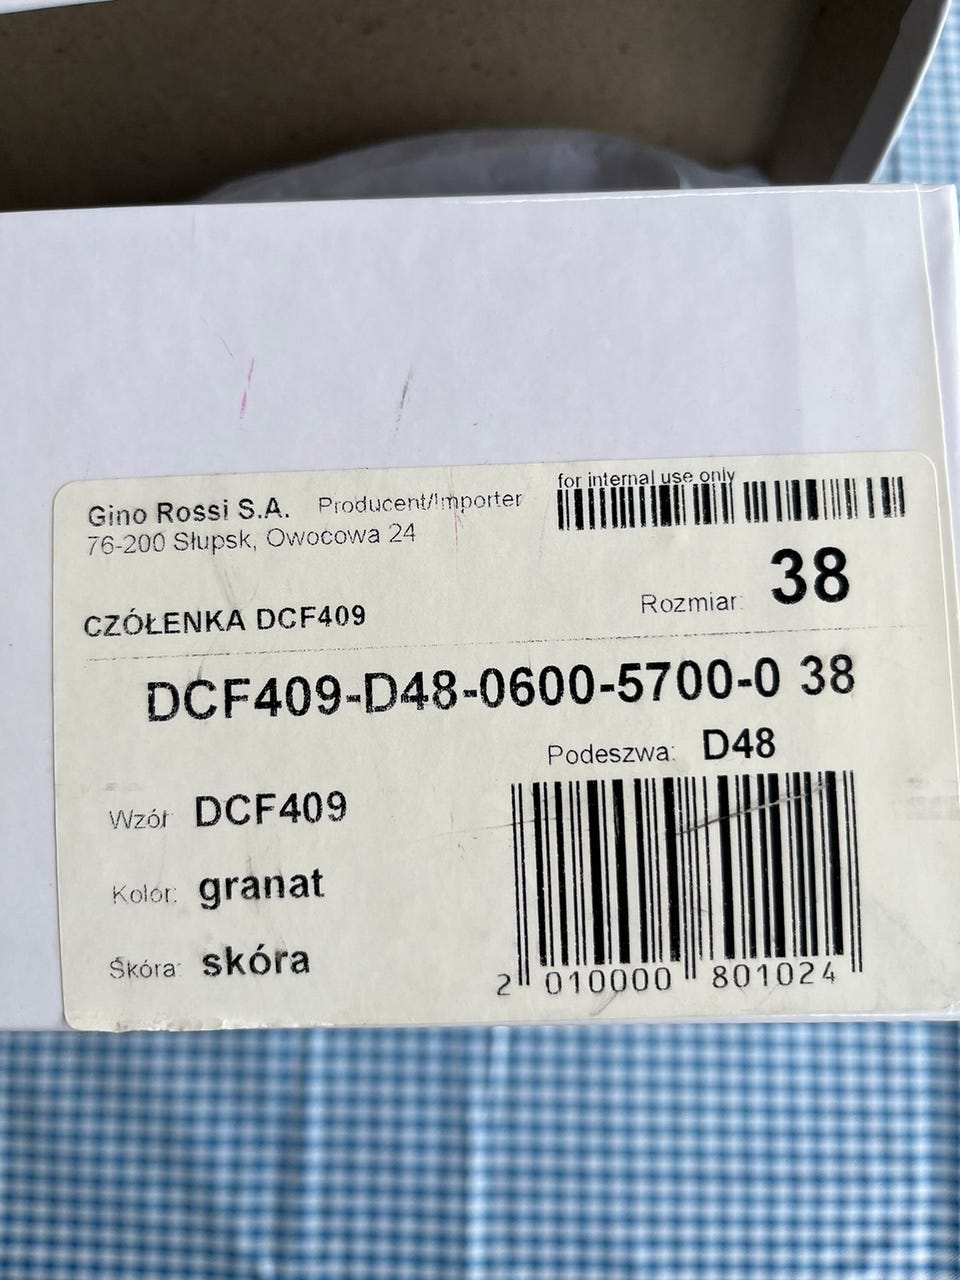 Gino Rossi S.A. Producent/Importer
76-200 Słupsk, Owocowa 24
for internal use only
Rozmiar: 38
CZÓŁENKA DCF409
DCF409-D48-0600-5700-0 38
Podeszwa: D48
Wzór DCF409
Kolor: granat
Skóra: skóra
2 010000 801024